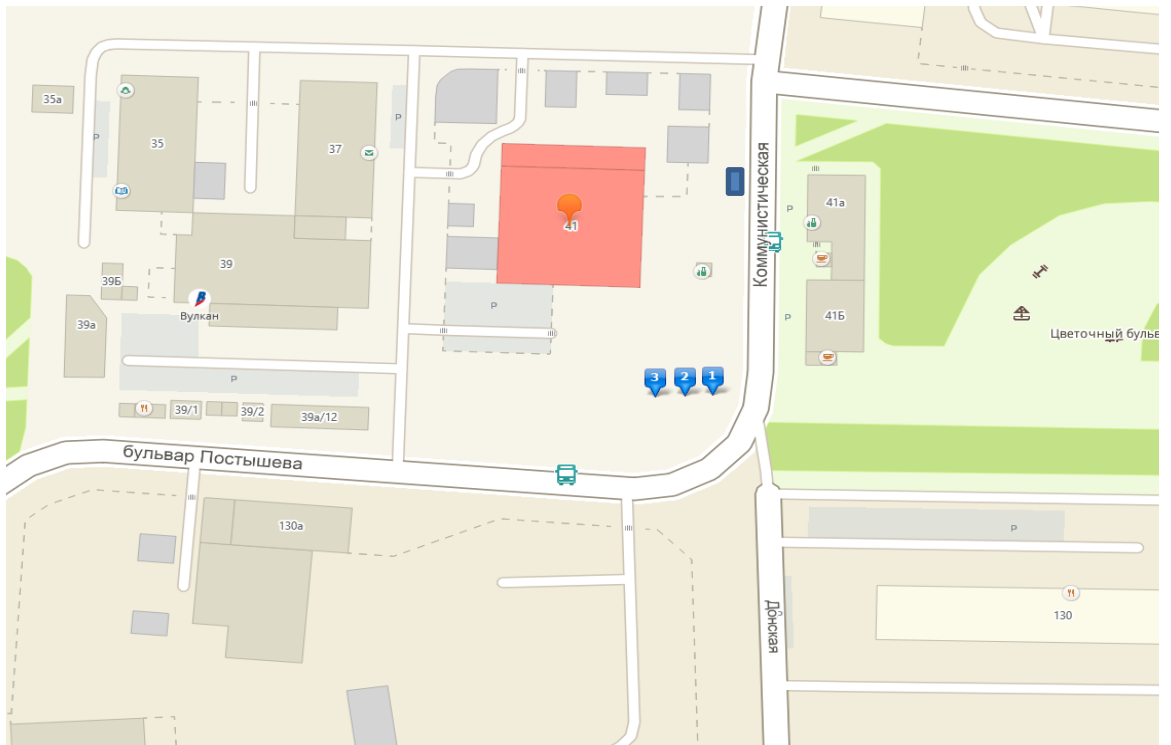 35а
P
35
37
P
41
Коммунистическая
41а
P
39
39Б
P
41Б
39а
Вулкан
P
Цветочный бульв
P
3
2
1
39/1
39/2
39а/12
бульвар Постышева
130а
P
Донская
130